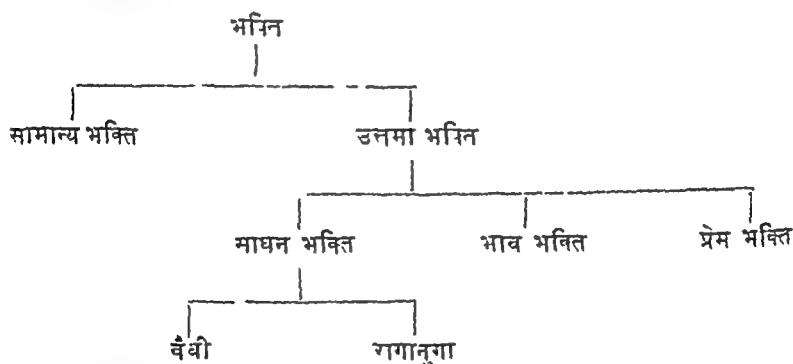 भक्ति
सामान्य भक्ति उत्तमा भक्ति
साधन भक्ति भाव भक्ति प्रेम भक्ति
वैधी रागानुगा